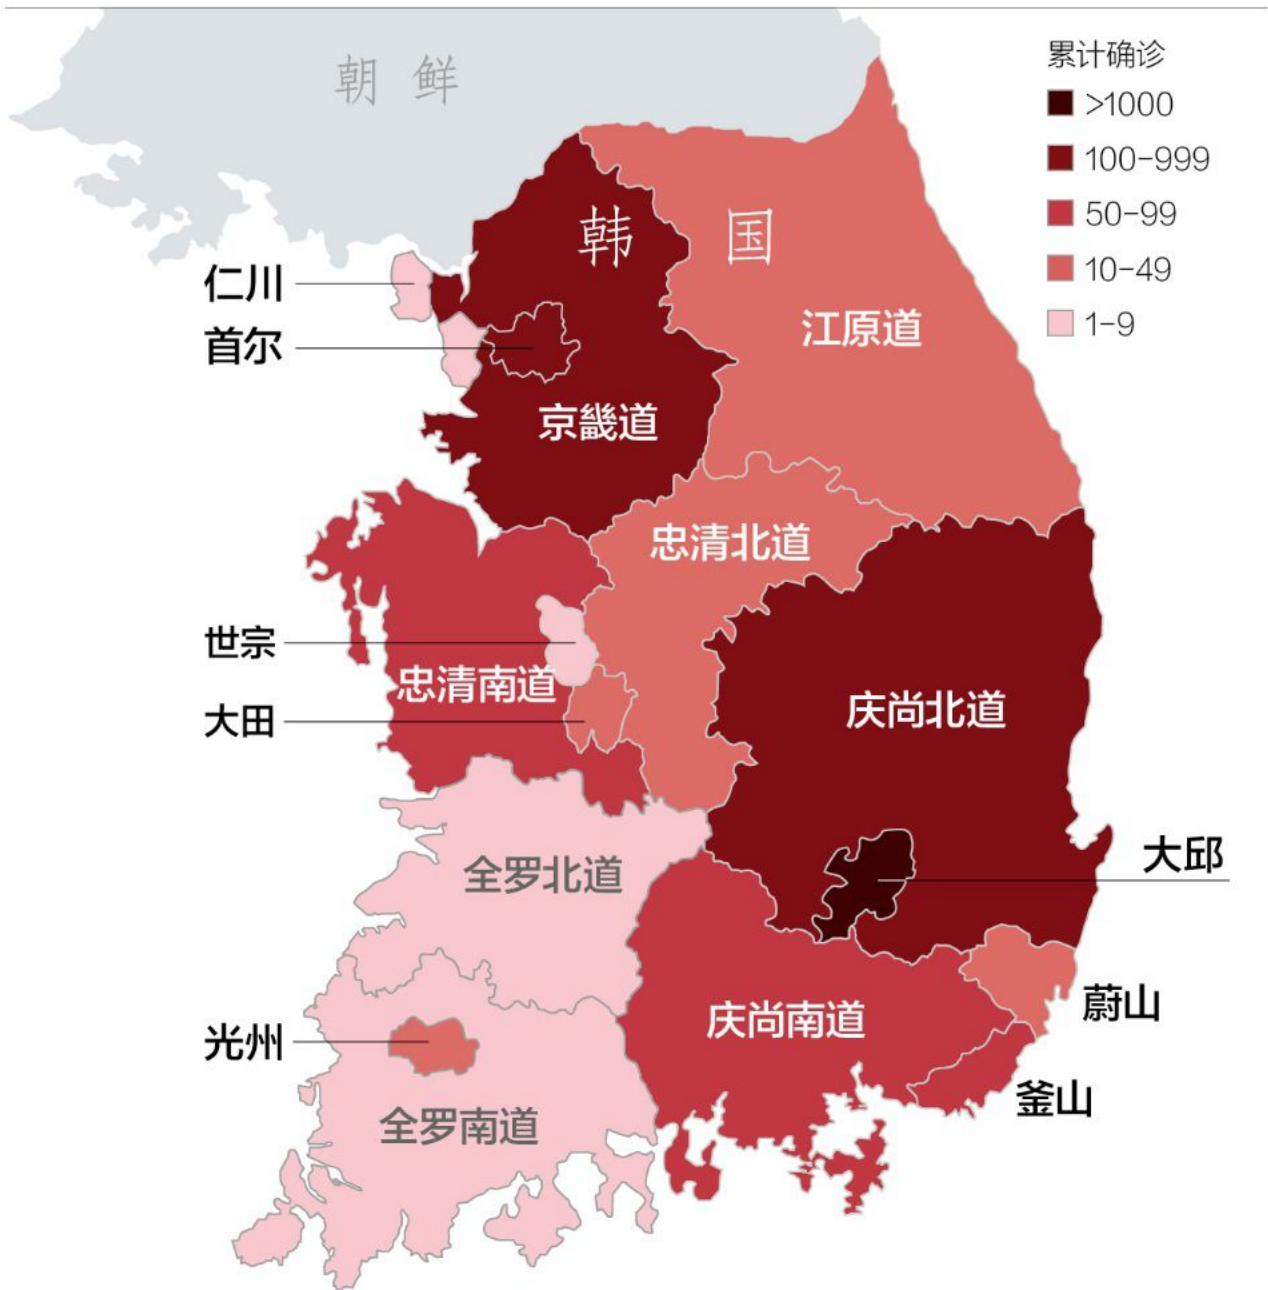 朝鲜
累计确诊
>1000
100-999
50-99
10-49
1-9
韩国
仁川
首尔
江原道
京畿道
忠清北道
世宗
忠清南道
大田
庆尚北道
大邱
全罗北道
蔚山
庆尚南道
光州
釜山
全罗南道